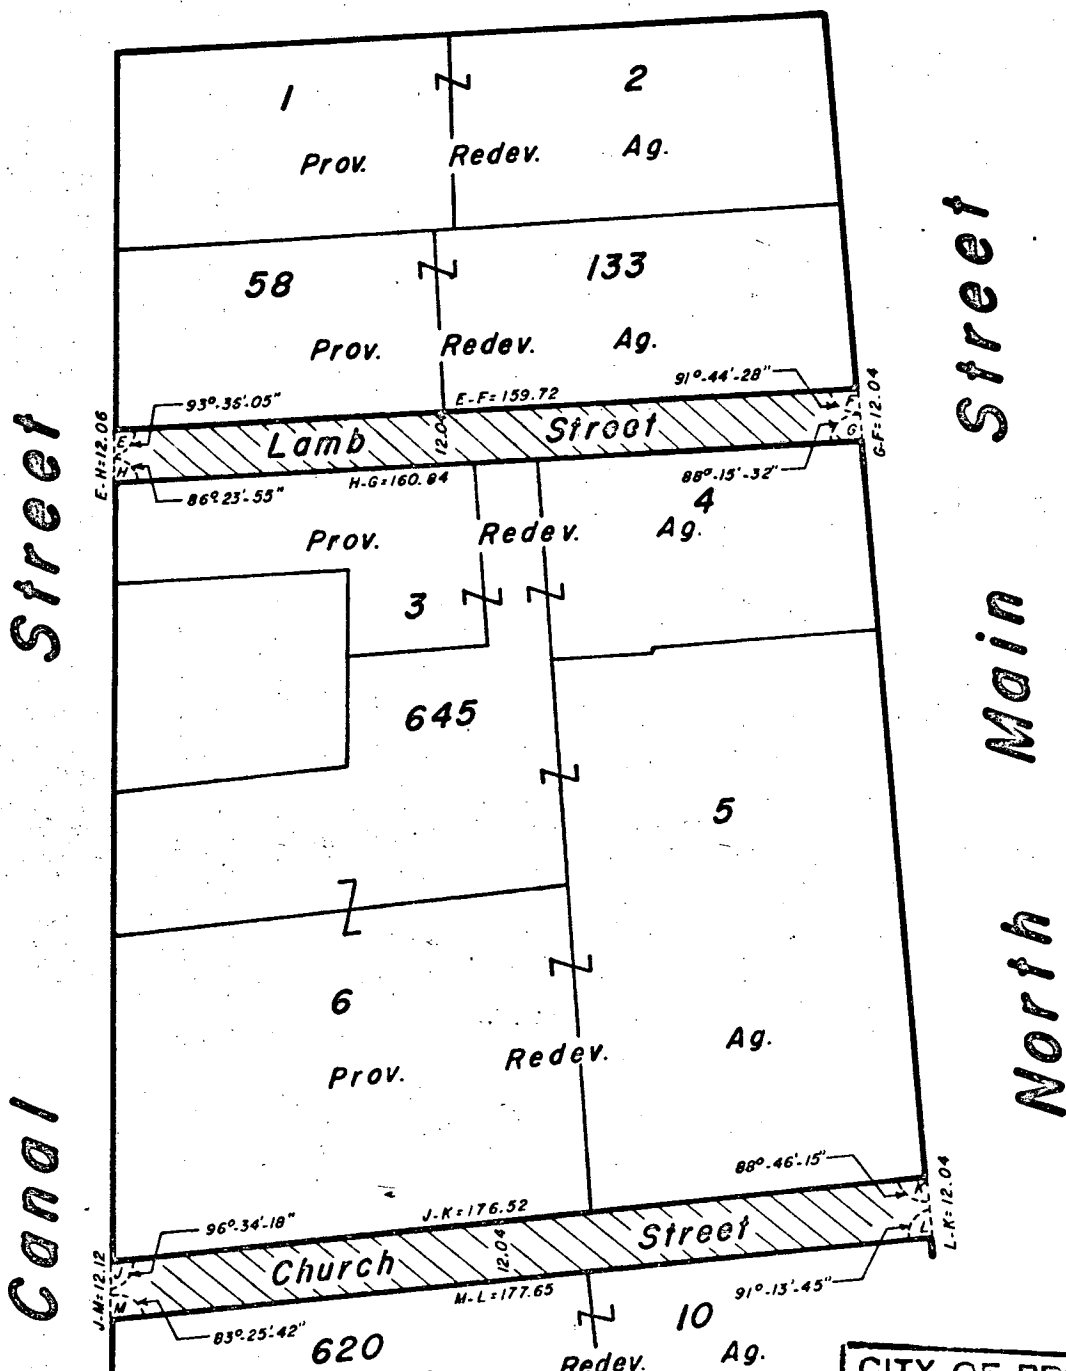 1
2
Prov. Redev. Ag.
58
133
Prov. Redev. Ag.
93°-36'.05"
E-F=159.72
91°-44'-28"
E-H=12.06
E
H
Lamb Street
12.04
F
G
G-F=12.04
86°.23'-55"
H-G=160.84
88°-15'-32"
4
Prov. Redev. Ag.
3
645
5
6
Prov. Redev. Ag.
88°-46'-15"
96°-34'-18"
J-K=176.52
K
L
L-K=12.04
J-M=12.12
J
M
Church Street
12.04
83°-25'-42"
M-L=177.65
91°-13'-45"
620
10
Redev. Ag.
Canal Street
North Main Street
CITY OF